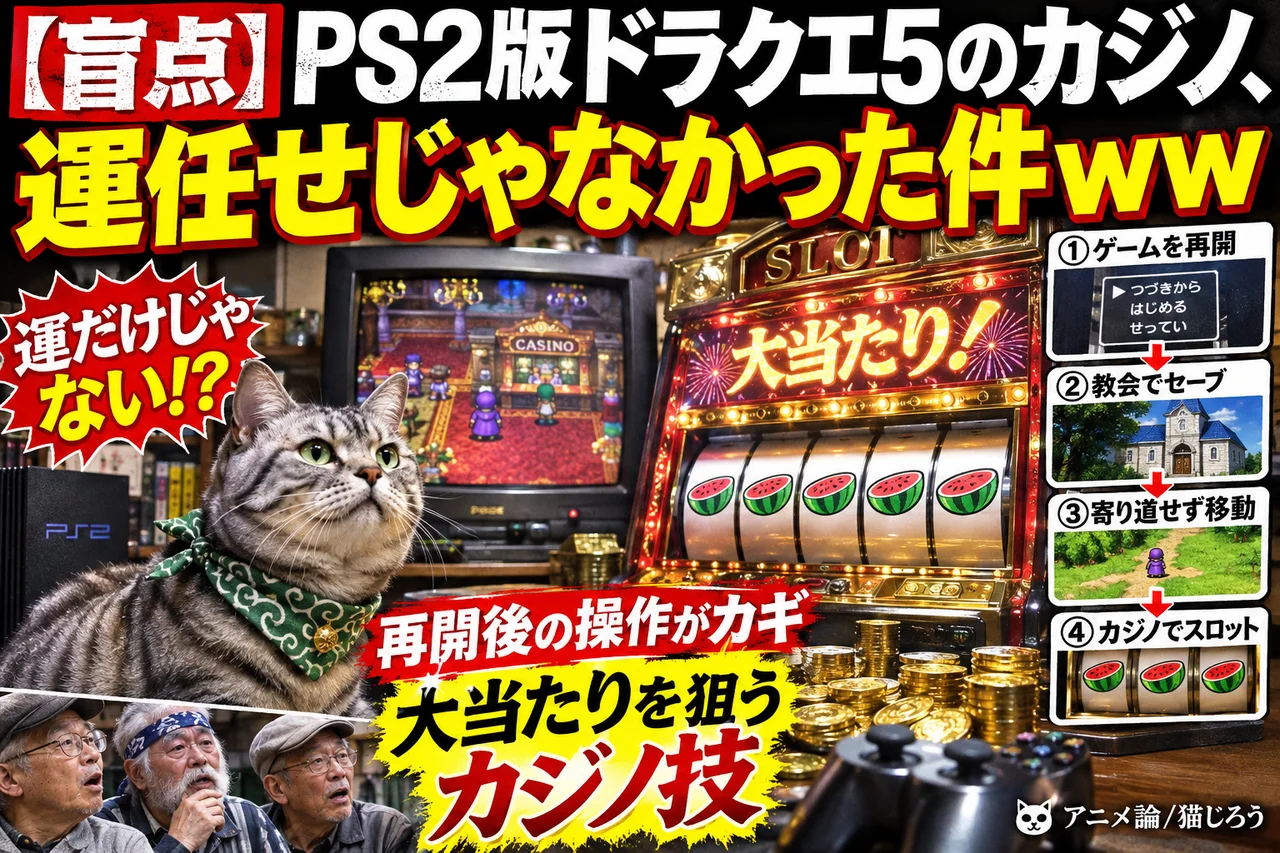 【盲点】PS2版ドラクエ5のカジノ、
運任せじゃなかった件ww
運だけじゃ
ない!?
PS2
CASINO
SLOT
大当たり!
①ゲームを再開
▶つづきから
はじめる
せってい
②教会でセーブ
③寄り道せず移動
④カジノでスロット
再開後の操作がカギ
大当たりを狙う
カジノ技
アニメ論/猫じろう